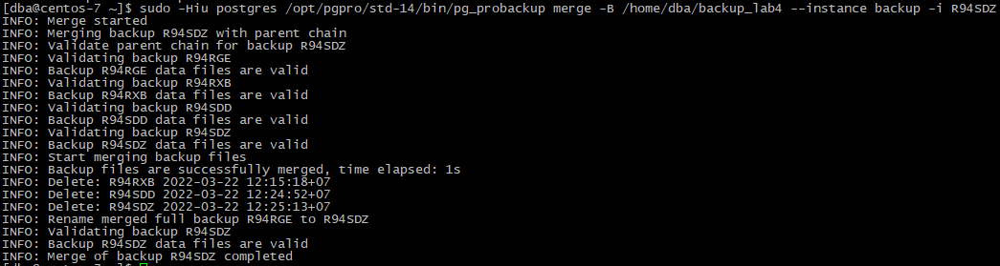 [dba@centos-7 ~]$ sudo -Hiu postgres /opt/pgpro/std-14/bin/pg_probackup merge -B /home/dba/backup_lab4 --instance backup -i R94SDZ
INFO: Merge started
INFO: Merging backup R94SDZ with parent chain
INFO: Validate parent chain for backup R94SDZ
INFO: Validating backup R94RGE
INFO: Backup R94RGE data files are valid
INFO: Validating backup R94RXB
INFO: Backup R94RXB data files are valid
INFO: Validating backup R94SDD
INFO: Backup R94SDD data files are valid
INFO: Validating backup R94SDZ
INFO: Backup R94SDZ data files are valid
INFO: Start merging backup files
INFO: Backup files are successfully merged, time elapsed: 1s
INFO: Delete: R94RXB 2022-03-22 12:15:18+07
INFO: Delete: R94SDD 2022-03-22 12:24:52+07
INFO: Delete: R94SDZ 2022-03-22 12:25:13+07
INFO: Rename merged full backup R94RGE to R94SDZ
INFO: Validating backup R94SDZ
INFO: Backup R94SDZ data files are valid
INFO: Merge of backup R94SDZ completed
[dba@centos-7 ~]$